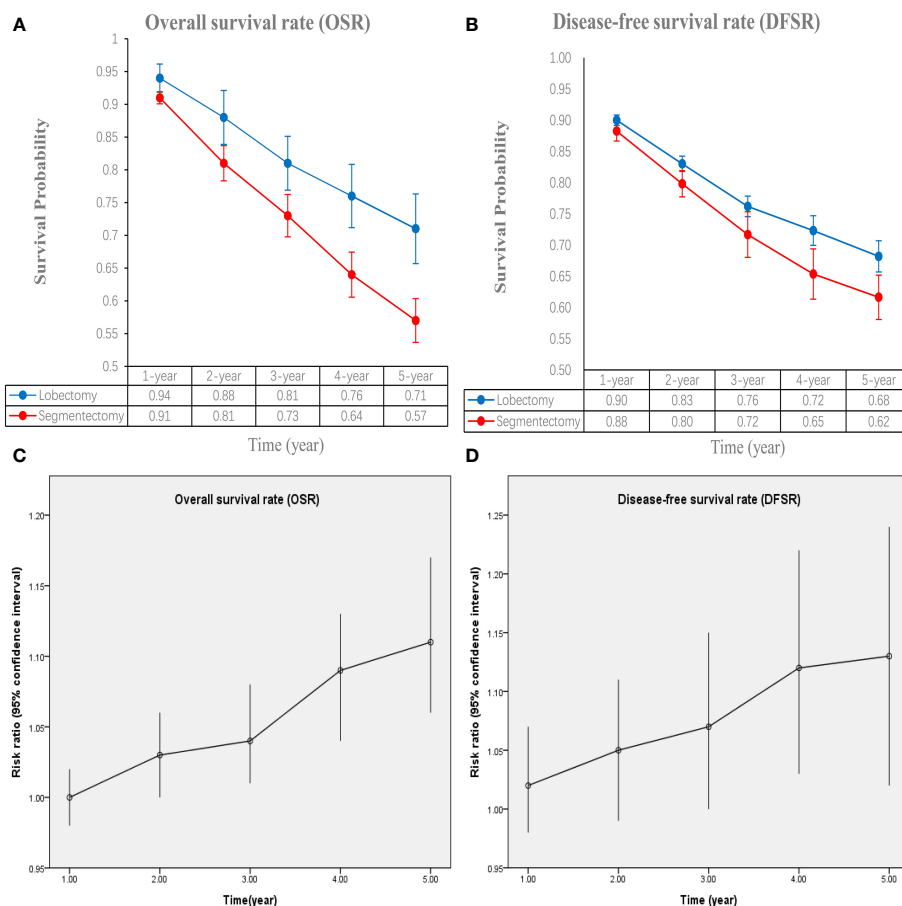 A
Overall survival rate (OSR)
Survival Probability
1
0.95
0.9
0.85
0.8
0.75
0.7
0.65
0.6
0.55
0.5
1-year 2-year 3-year 4-year 5-year
Lobectomy 0.94 0.88 0.81 0.76 0.71
Segmentectomy 0.91 0.81 0.73 0.64 0.57
Time (year)
B
Disease-free survival rate (DFSR)
Survival Probability
1.00
0.95
0.90
0.85
0.80
0.75
0.70
0.65
0.60
0.55
0.50
1-year 2-year 3-year 4-year 5-year
Lobectomy 0.90 0.83 0.76 0.72 0.68
Segmentectomy 0.88 0.80 0.72 0.65 0.62
Time (year)
C
Overall survival rate (OSR)
Risk ratio (95% confidence interval)
1.20
1.15
1.10
1.05
1.00
0.95
1.00 2.00 3.00 4.00 5.00
Time(year)
D
Disease-free survival rate (DFSR)
Risk ratio (95% confidence interval)
1.25
1.20
1.15
1.10
1.05
1.00
0.95
1.00 2.00 3.00 4.00 5.00
Time(year)